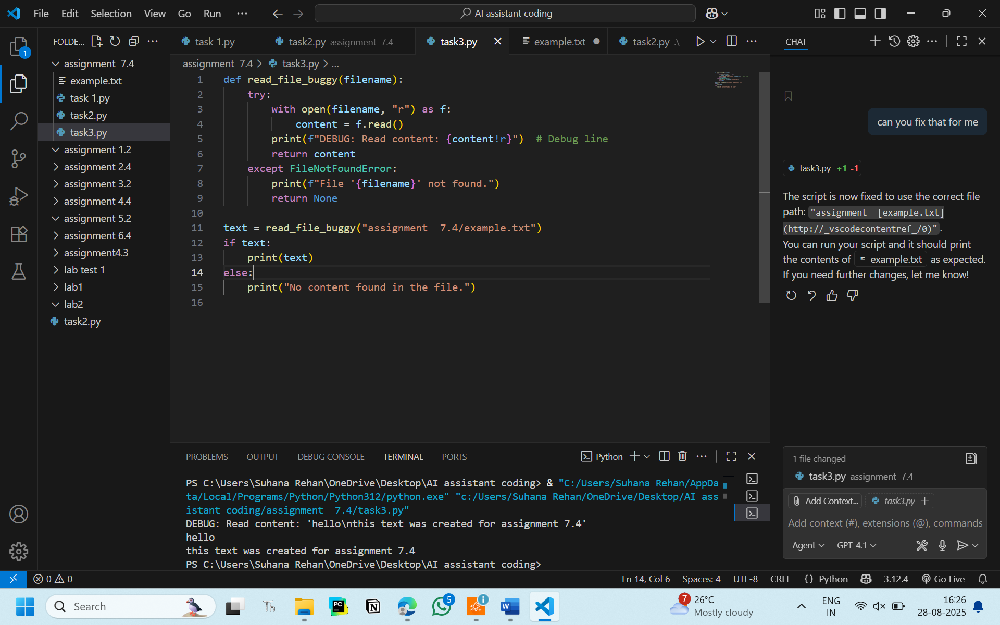 File Edit Selection View Go Run ···
AI assistant coding
1
FOLDE...
assignment  7.4
example.txt
task 1.py
task2.py
task3.py
assignment 1.2
assignment 2.4
assignment 3.2
assignment 4.4
assignment 5.2
assignment 6.4
assignment4.3
lab test 1
lab1
lab2
task2.py
task 1.py
task2.py assignment  7.4
task3.py
example.txt
task2.py .\
assignment  7.4 > task3.py > ...
1 def read_file_buggy(filename):
2     try:
3         with open(filename, "r") as f:
4             content = f.read()
5         print(f"DEBUG: Read content: {content!r}")  # Debug line
6         return content
7     except FileNotFoundError:
8         print(f"File '{filename}' not found.")
9         return None
10
11 text = read_file_buggy("assignment  7.4/example.txt")
12 if text:
13     print(text)
14 else:
15     print("No content found in the file.")
16
PROBLEMS OUTPUT DEBUG CONSOLE TERMINAL PORTS
Python
PS C:\Users\Suhana Rehan\OneDrive\Desktop\AI assistant coding> & "C:/Users/Suhana Rehan/AppDa
ta/Local/Programs/Python/Python312/python.exe" "c:/Users/Suhana Rehan/OneDrive/Desktop/AI ass
istant coding/assignment  7.4/task3.py"
DEBUG: Read content: 'hello\nthis text was created for assignment 7.4'
hello
this text was created for assignment 7.4
PS C:\Users\Suhana Rehan\OneDrive\Desktop\AI assistant coding>
CHAT
can you fix that for me
task3.py +1 -1
The script is now fixed to use the correct file
path: "assignment  [example.txt]
(http://_vscodecontentref_/0)".
You can run your script and it should print
the contents of example.txt as expected.
If you need further changes, let me know!
1 file changed
task3.py assignment  7.4
Add Context...
task3.py
Add context (#), extensions (@), commands
Agent
GPT-4.1
0 0
Ln 14, Col 6 Spaces: 4 UTF-8 CRLF {} Python 3.12.4 Go Live
Search
Th
PC
N
5
i
W
7
26°C
Mostly cloudy
ENG
IN
16:26
28-08-2025